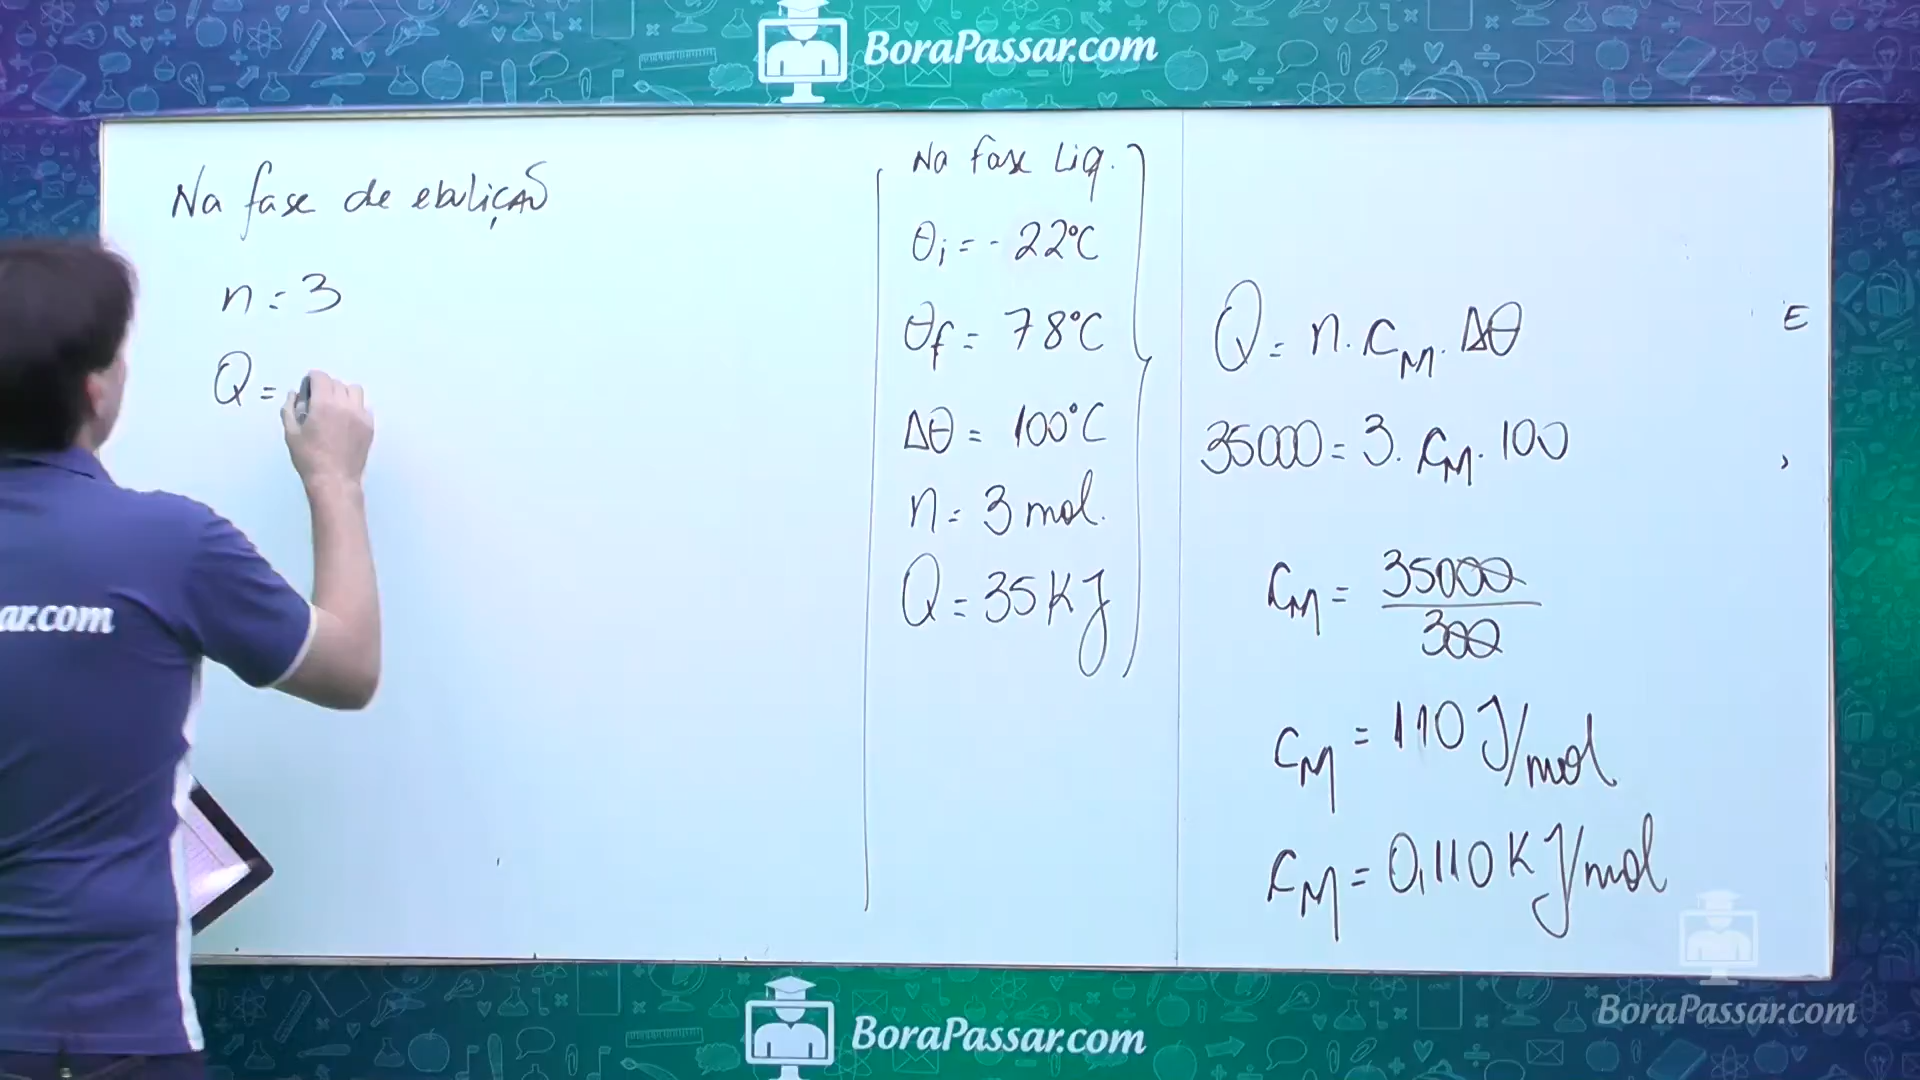 BoraPassar.com
Na fase de ebulição
n = 3
Q =
Na fase Liq.
θi = - 22°C
θf = 78°C
Δθ = 100°C
n = 3 mol.
Q = 35 KJ
Q = n. CM. Δθ
35000 = 3. CM. 100
CM = 35000
300
CM = 110 J/mol
CM = 0,110 KJ/mol
E
,
ar.com
BoraPassar.com
BoraPassar.com